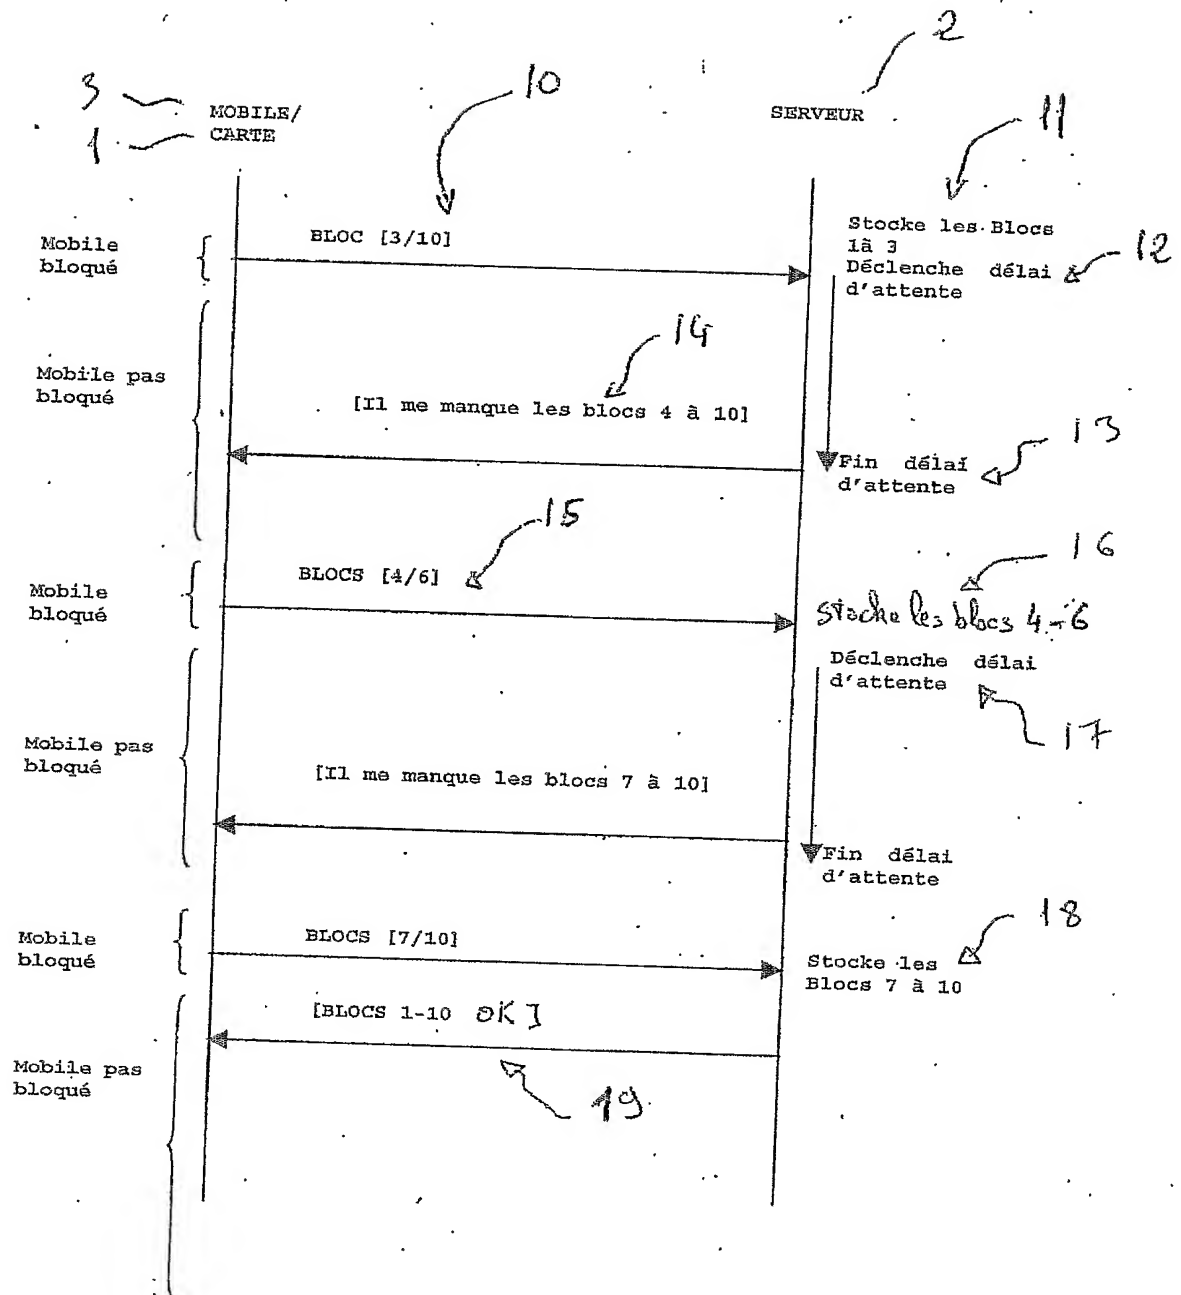 2
10
3
MOBILE/
SERVEUR
11
1
CARTE
Stocke les Blocs
BLOC [3/10]
Mobile
1à 3
12
bloqué
Déclenche délai
d'attente
14
Mobile pas
bloqué
[Il me manque les blocs 4 à 10]
13
Fin délai
d'attente
15
16
BLOCS [4/6]
Mobile
bloqué
stocke les blocs 4-6
Déclenche délai
d'attente
17
Mobile pas
bloqué
[Il me manque les blocs 7 à 10]
Fin délai
d'attente
18
BLOCS [7/10]
Mobile
bloqué
Stocke les
Blocs 7 à 10
[BLOCS 1-10 OK]
Mobile pas
bloqué
19